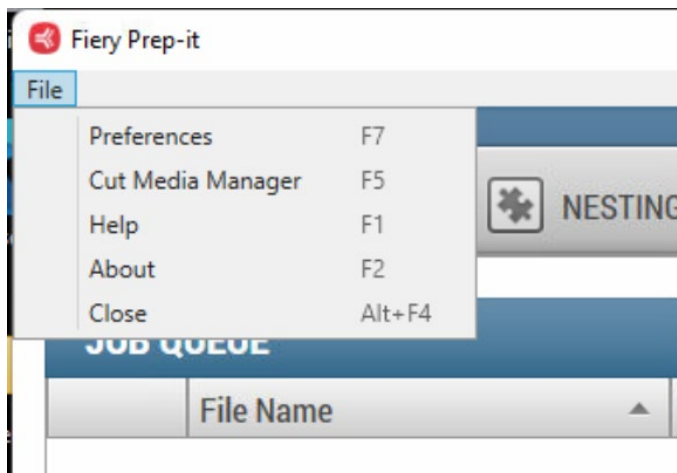 Fiery Prep-it
File
Preferences F7
Cut Media Manager F5
Help F1
About F2
Close Alt+F4
NESTING
JOB QUEUE
File Name